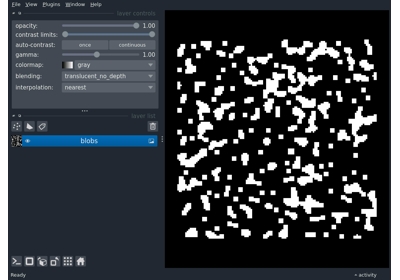 File View Plugins Window Help
layer controls
opacity: 1.00
contrast limits:
auto-contrast: once continuous
gamma: 1.00
colormap: gray
blending: translucent_no_depth
interpolation: nearest
layer list
blobs
Ready
activity